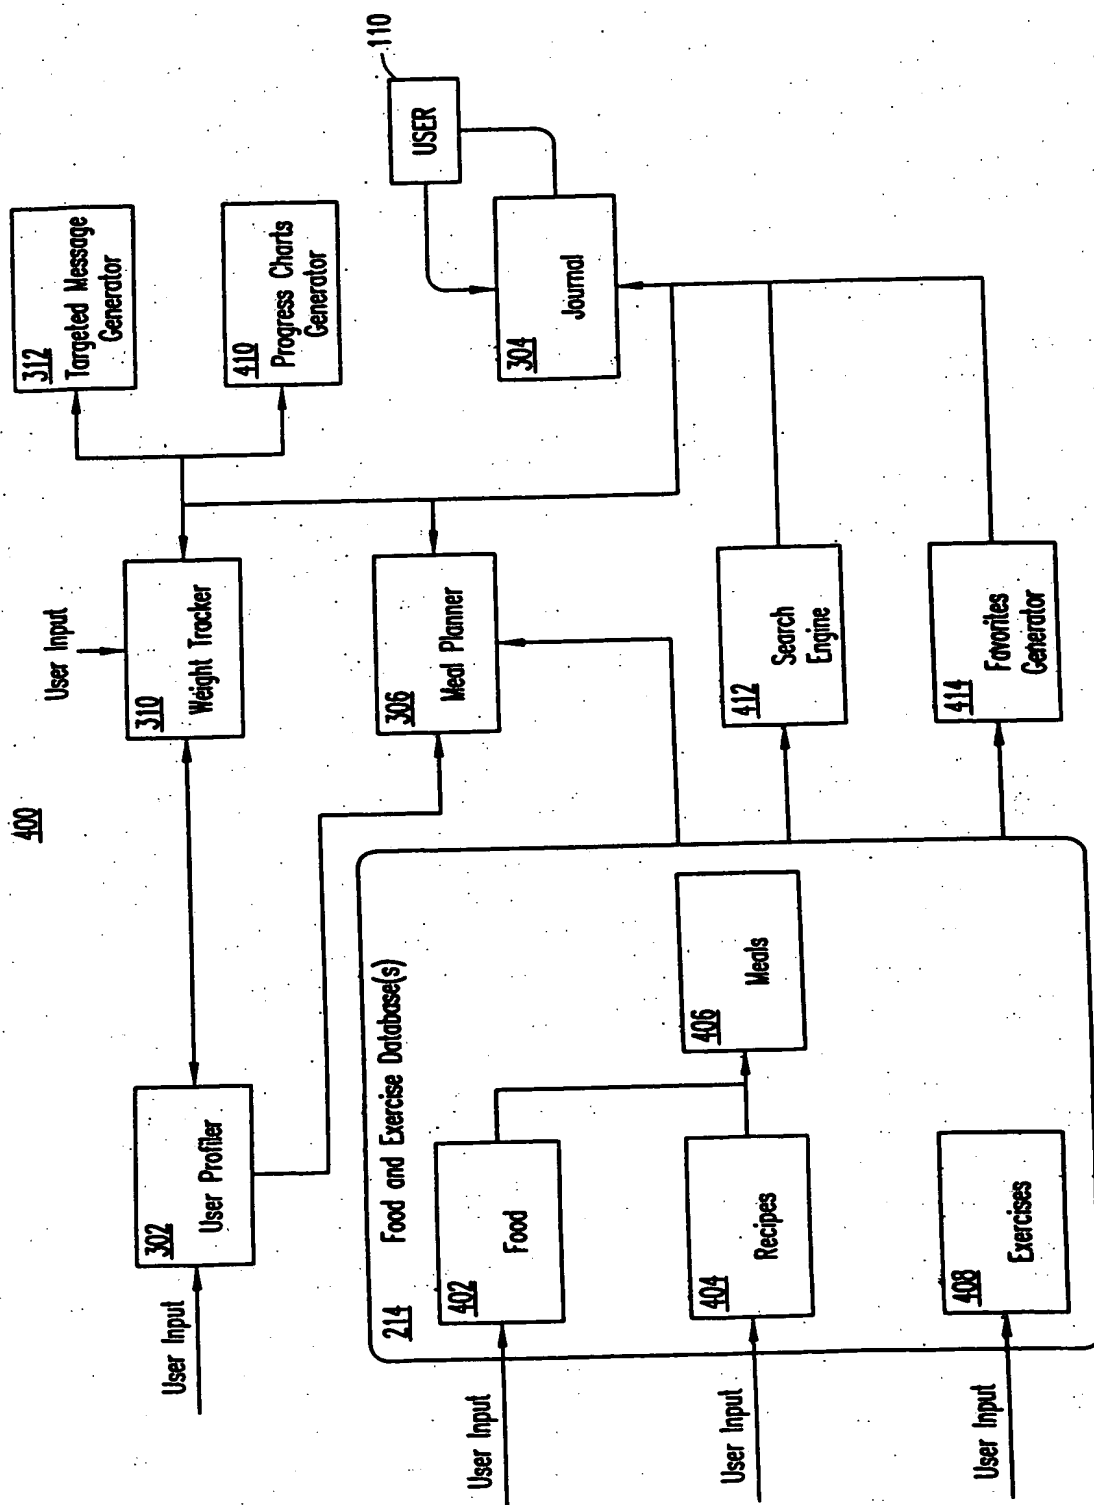 400
User Input
302
User Profiler
User Input
310
Weight Tracker
312
Targeted Message
Generator
410
Progress Charts
Generator
USER
110
306
Meal Planner
304
Journal
214
Food and Exercise Database(s)
User Input
402
Food
User Input
404
Recipes
406
Meals
User Input
408
Exercises
412
Search
Engine
414
Favorites
Generator